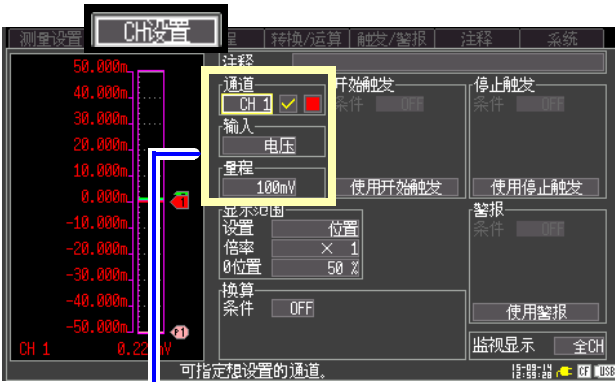 测量设置 CH设置 程 转换/运算 触发/警报 注释 系统
注释
50.000m
40.000m
30.000m
20.000m
10.000m
0.000m
-10.000m
-20.000m
-30.000m
-40.000m
-50.000m
CH 1 0.22 V
通道
CH 1
输入
电压
量程
100mV
开始触发
条件 OFF
使用开始触发
停止触发
条件 OFF
使用停止触发
显示范围
设置 位置
倍率 × 1
0位置 50 %
换算
条件 OFF
警报
条件 OFF
使用警报
监视显示 全CH
可指定想设置的通道。
CF USB